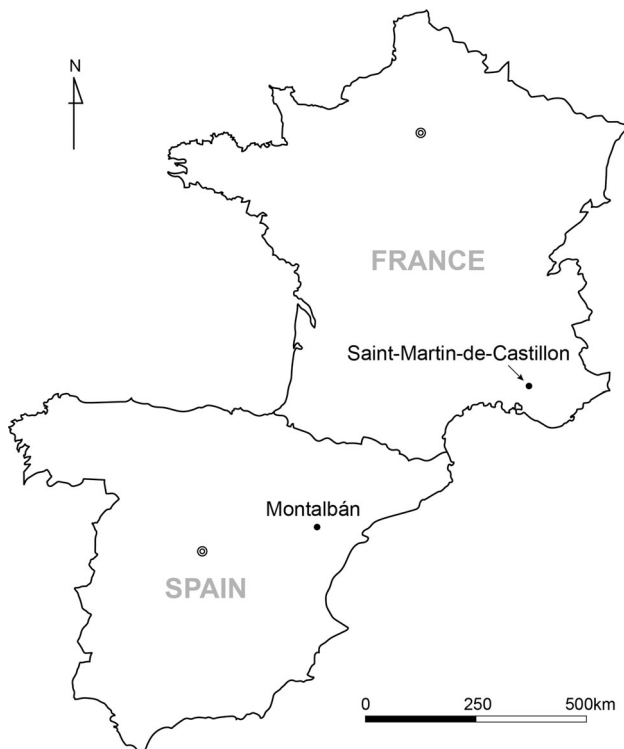 N
FRANCE
Saint-Martin-de-Castillon
Montalbán
SPAIN
0 250 500km